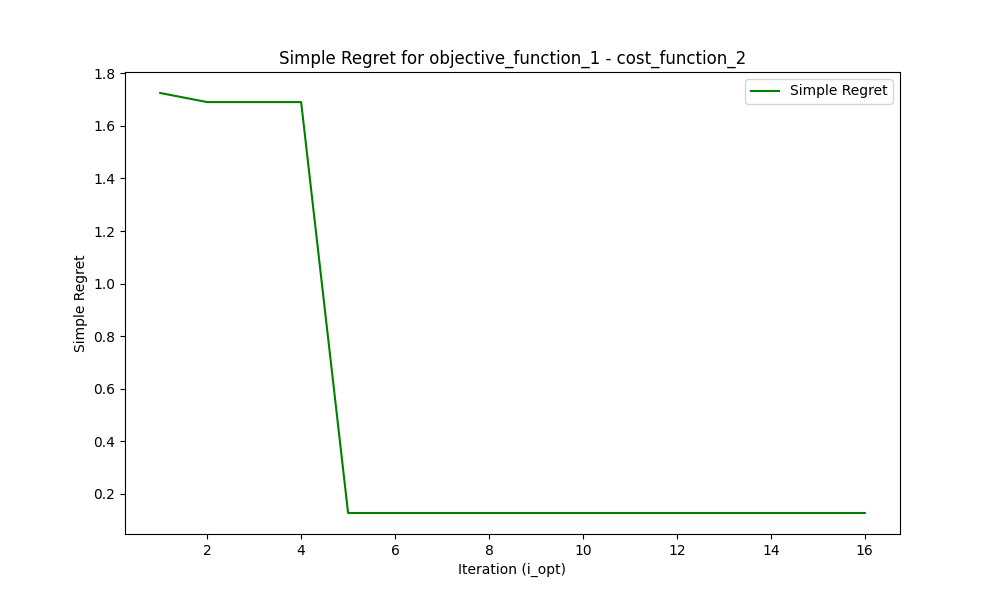 Simple Regret for objective_function_1 - cost_function_2
Simple Regret
1.8
1.6
1.4
1.2
1.0
0.8
0.6
0.4
0.2
Simple Regret
2 4 6 8 10 12 14 16
Iteration (i_opt)